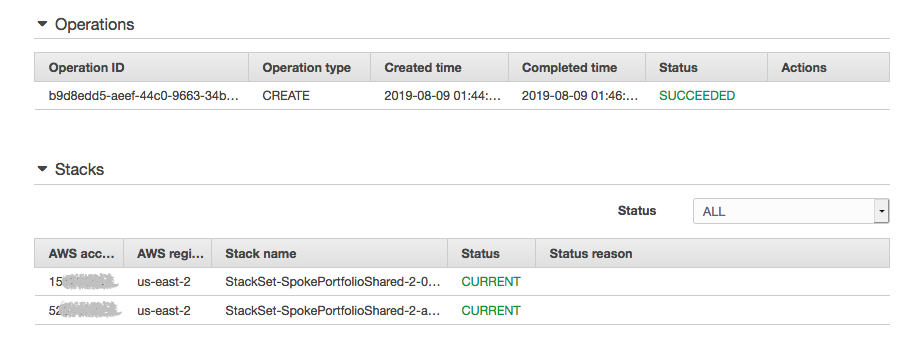 Operations
Operation ID Operation type Created time Completed time Status Actions
b9d8edd5-aeef-44c0-9663-34b... CREATE 2019-08-09 01:44:... 2019-08-09 01:46:... SUCCEEDED
Stacks
Status ALL
AWS acc... AWS regi... Stack name Status Status reason
15 us-east-2 StackSet-SpokePortfolioShared-2-0... CURRENT
52 us-east-2 StackSet-SpokePortfolioShared-2-a... CURRENT